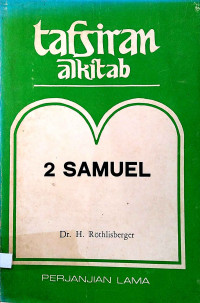 tafsiran
alkitab
2 SAMUEL
Dr. H. Rothlisberger
PERJANJIAN LAMA